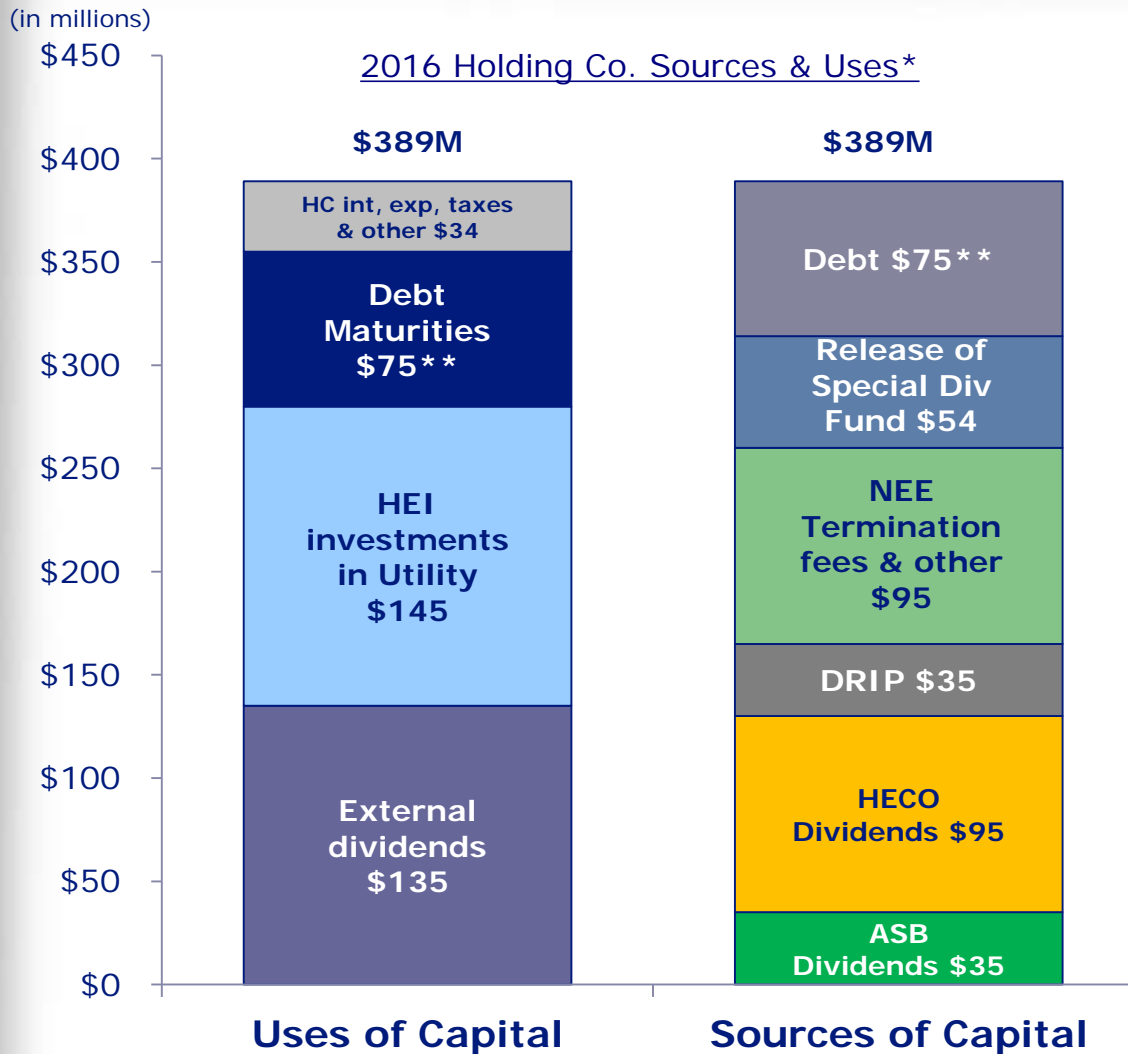 (in millions)
2016 Holding Co. Sources & Uses*
$450
$400
$350
$300
$250
$200
$150
$100
$50
$0
$389M
HC int, exp, taxes
& other $34
Debt
Maturities
$75**
HEI
investments
in Utility
$145
External
dividends
$135
Uses of Capital
$389M
Debt $75**
Release of
Special Div
Fund $54
NEE
Termination
fees & other
$95
DRIP $35
HECO
Dividends $95
ASB
Dividends $35
Sources of Capital